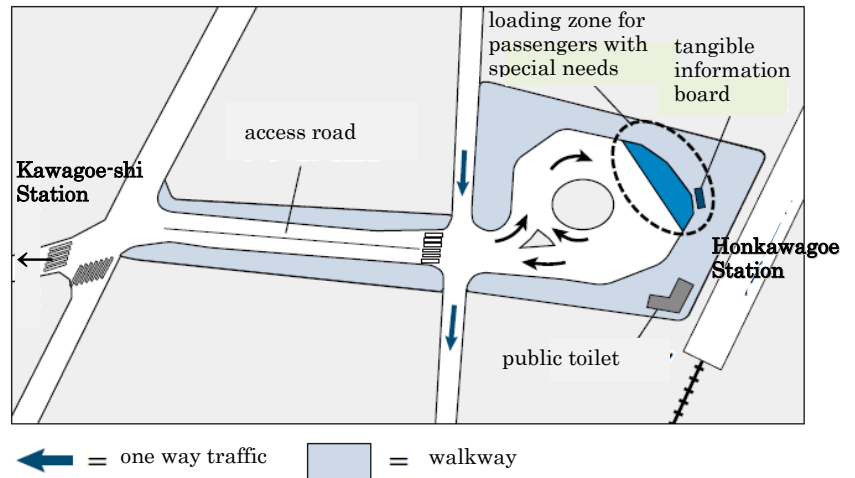 loading zone for
passengers with
special needs
tangible
information
board
access road
Kawagoe-shi
Station
Honkawagoe
Station
public toilet
= one way traffic
= walkway